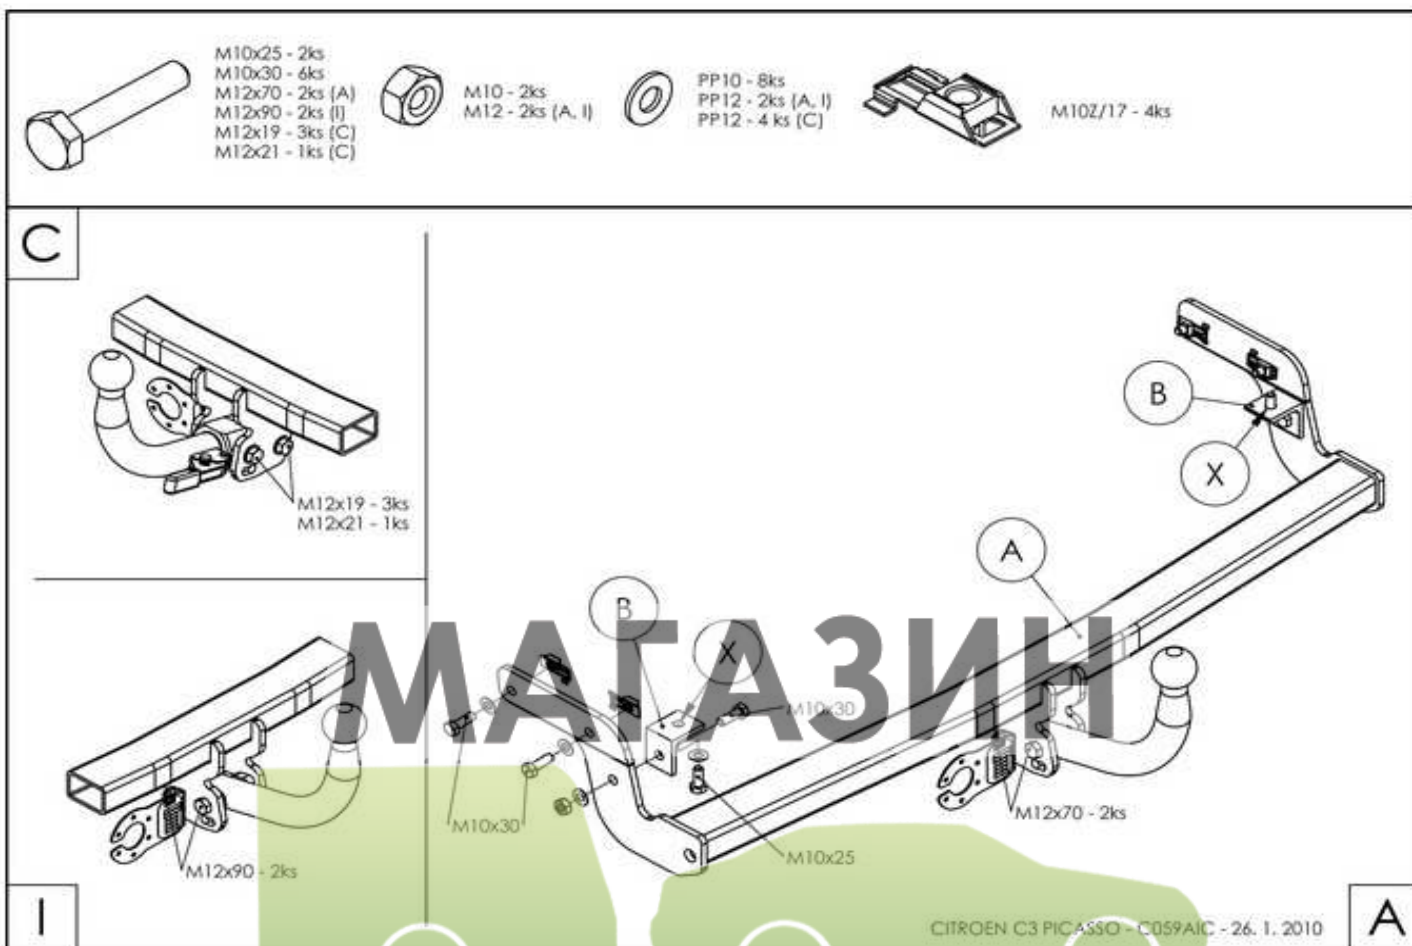 M10x25 - 2ks
M10x30 - 6ks
M12x70 - 2ks (A)
M12x90 - 2ks (I)
M12x19 - 3ks (C)
M12x21 - 1ks (C)
M10 - 2ks
M12 - 2ks (A, I)
PP10 - 8ks
PP12 - 2ks (A, I)
PP12 - 4 ks (C)
M10Z/17 - 4ks
C
M12x19 - 3ks
M12x21 - 1ks
B
X
A
B
X
МАГАЗИН
M10x30
M10x30
M12x70 - 2ks
M10x25
M12x90 - 2ks
I
CITROEN C3 PICASSO - C059AIC - 26. 1. 2010
A